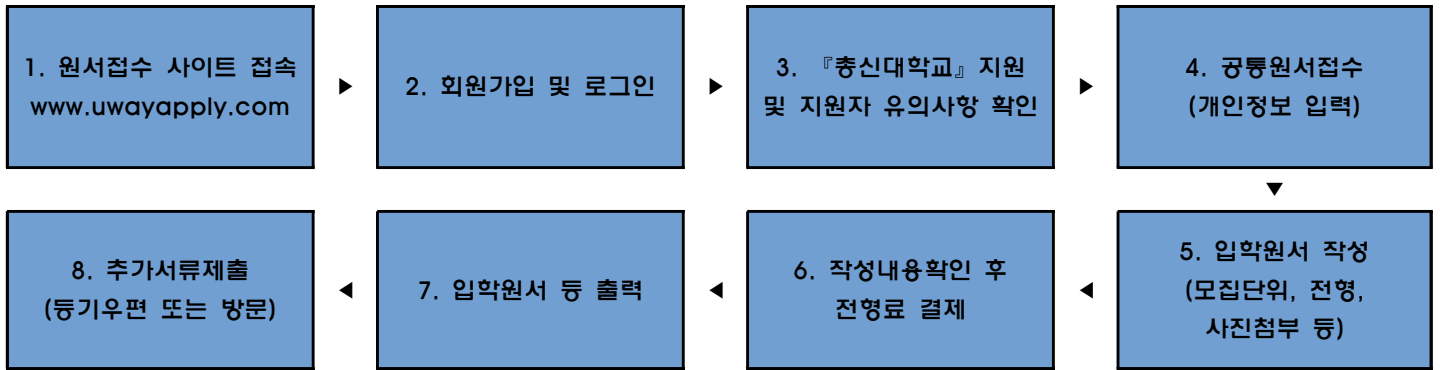 1. 원서접수 사이트 접속
www.uwayapply.com
▶
2. 회원가입 및 로그인
▶
3. 『총신대학교』 지원
및 지원자 유의사항 확인
▶
4. 공통원서접수
(개인정보 입력)
▼
5. 입학원서 작성
(모집단위, 전형,
사진첨부 등)
◀
6. 작성내용확인 후
전형료 결제
◀
7. 입학원서 등 출력
◀
8. 추가서류제출
(등기우편 또는 방문)